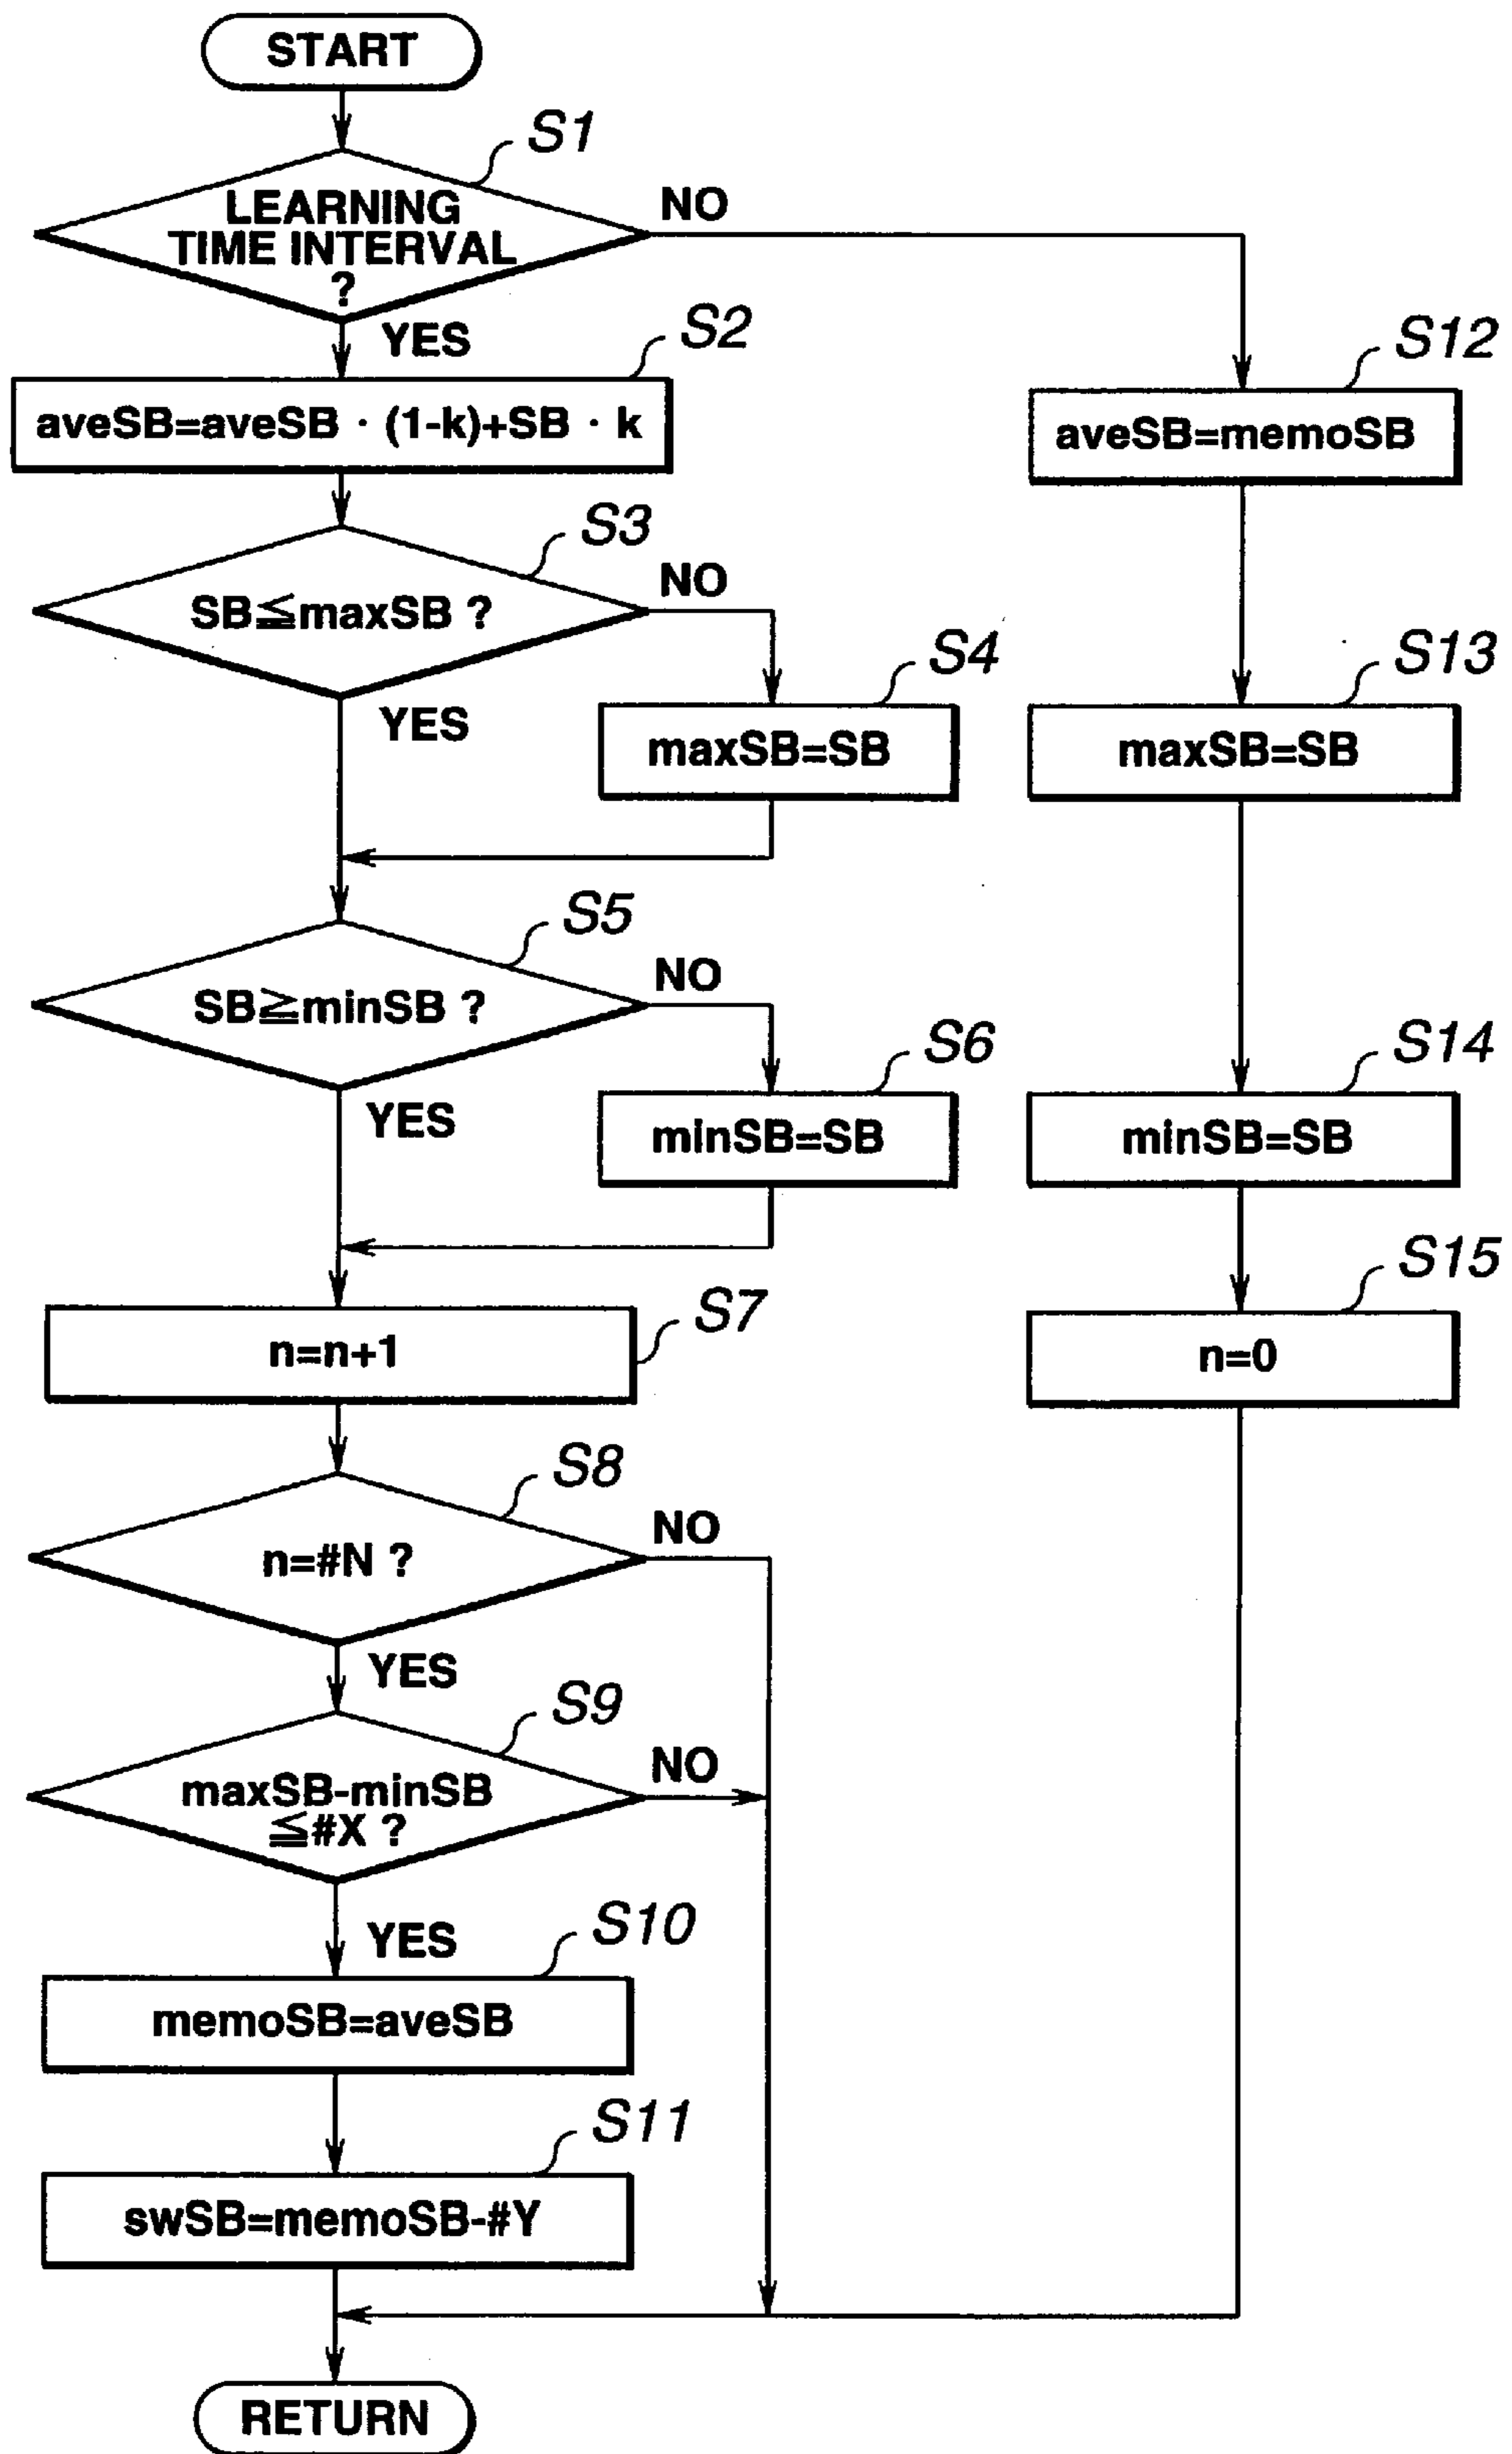 START
S1
LEARNING
TIME INTERVAL
?
NO
YES
S2
aveSB=aveSB · (1-k)+SB · k
S12
aveSB=memoSB
S3
SB≦maxSB ?
NO
YES
S4
maxSB=SB
S13
maxSB=SB
S5
SB≧minSB ?
NO
YES
S6
minSB=SB
S14
minSB=SB
S7
n=n+1
S15
n=0
S8
n=#N ?
NO
YES
S9
maxSB-minSB
≦#X ?
NO
YES
S10
memoSB=aveSB
S11
swSB=memoSB-#Y
RETURN